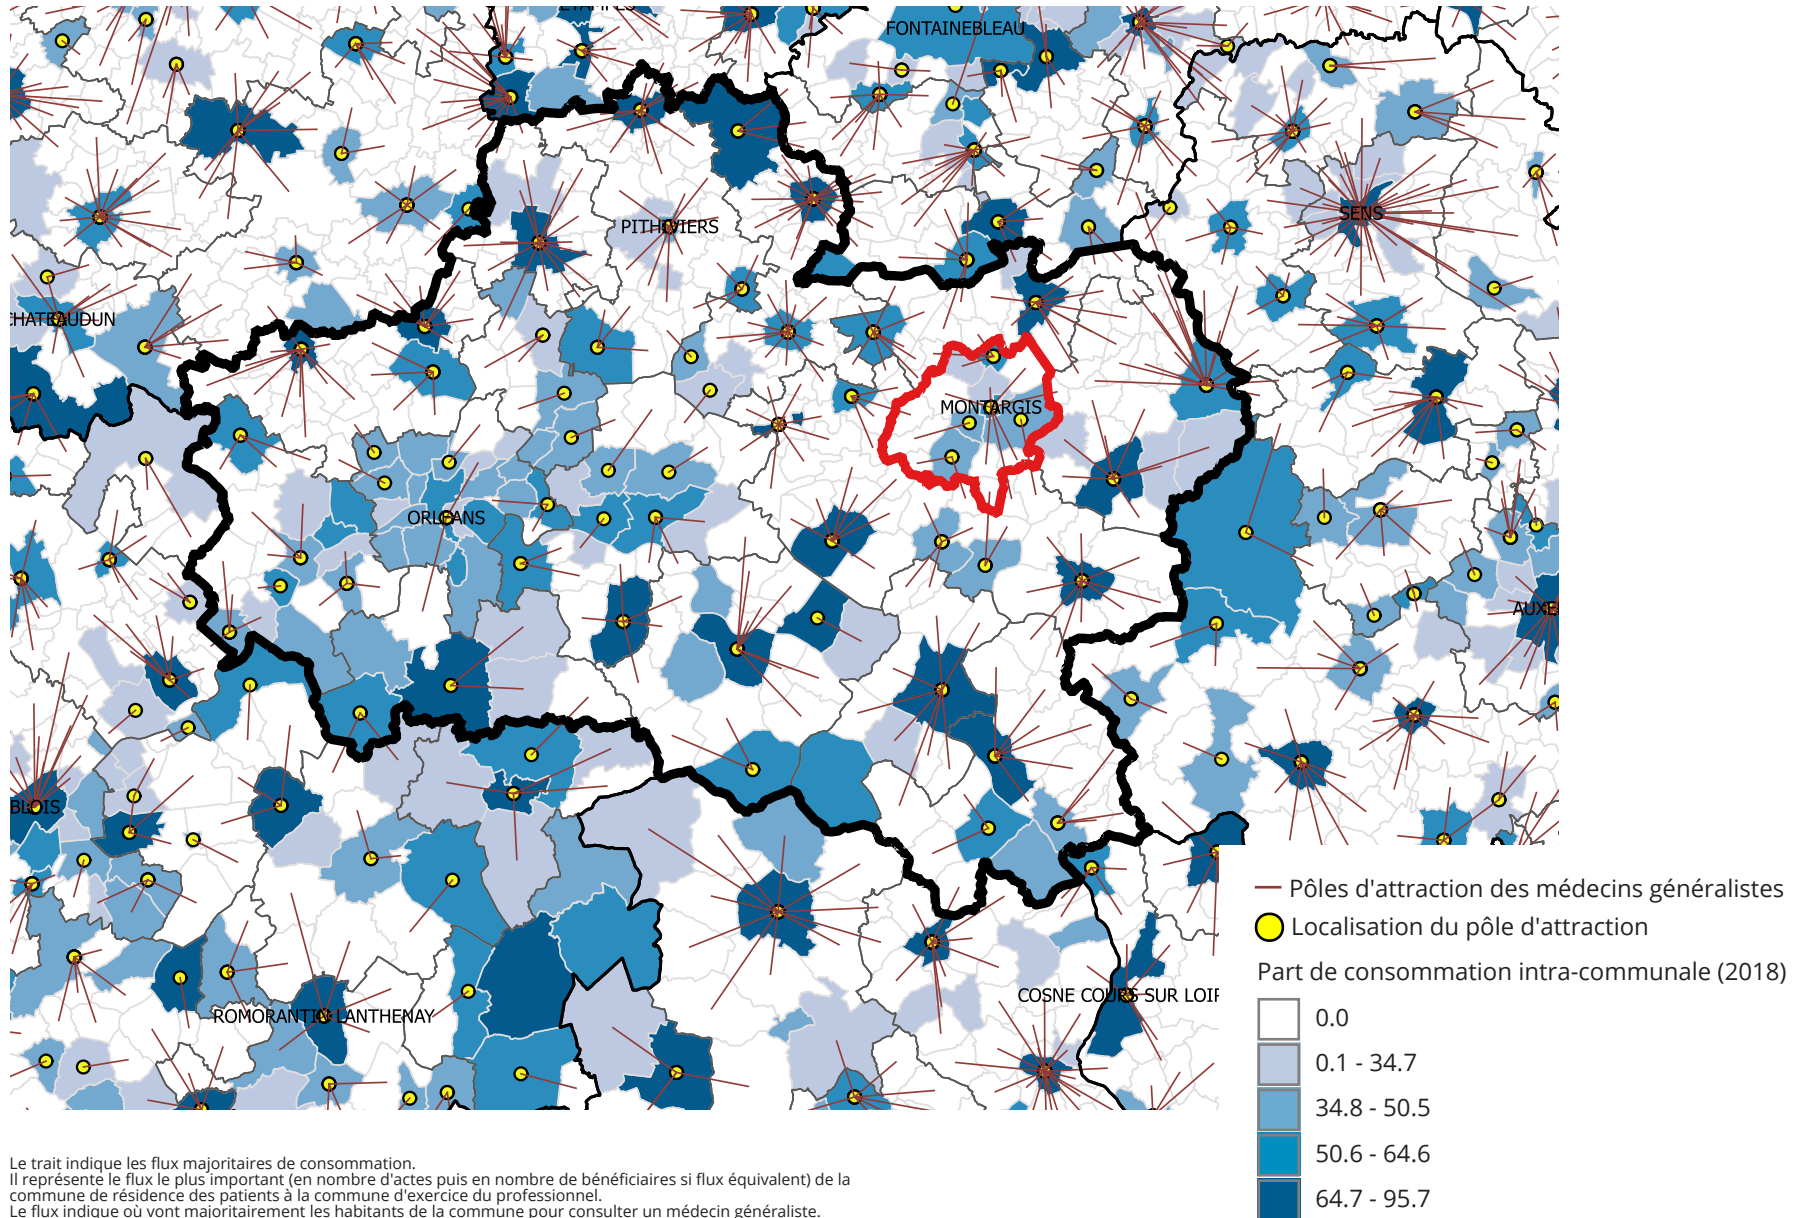 FONTAINEBLEAU
PITHIVIERS
SENS
MONTARGIS
ORLEANS
BLOIS
ROMORANTIN LANTHENAY
COSNE COURS SUR LOIR
Pôles d'attraction des médecins généralistes
Localisation du pôle d'attraction
Part de consommation intra-communale (2018)
0.0
0.1 - 34.7
34.8 - 50.5
50.6 - 64.6
64.7 - 95.7
Le trait indique les flux majoritaires de consommation.
Il représente le flux le plus important (en nombre d'actes puis en nombre de bénéficiaires si flux équivalent) de la
commune de résidence des patients à la commune d'exercice du professionnel.
Le flux indique où vont majoritairement les habitants de la commune pour consulter un médecin généraliste.